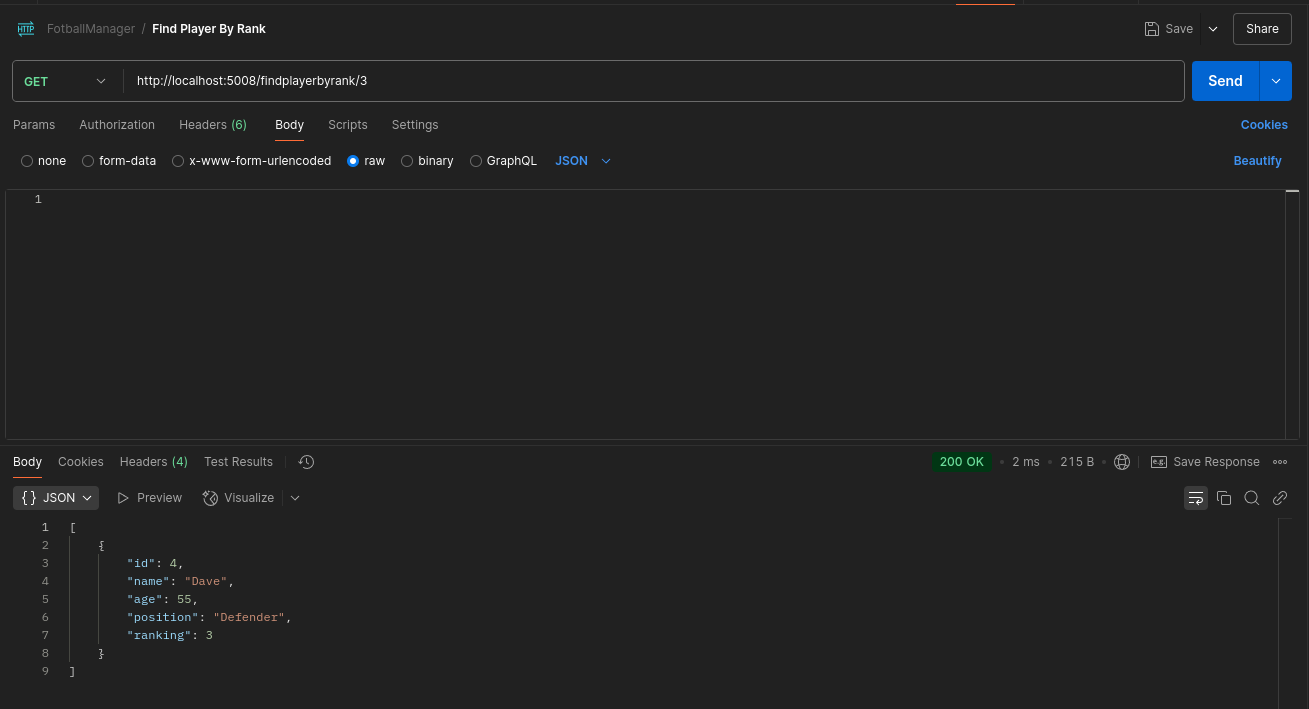 HTTP FotballManager / Find Player By Rank Save Share
GET http://localhost:5008/findplayerbyrank/3 Send
Params Authorization Headers (6) Body Scripts Settings Cookies
none form-data x-www-form-urlencoded raw binary GraphQL JSON Beautify
1
Body Cookies Headers (4) Test Results 200 OK • 2 ms • 215 B • e.g. Save Response
{} JSON Preview Visualize
1 [
2 {
3 "id": 4,
4 "name": "Dave",
5 "age": 55,
6 "position": "Defender",
7 "ranking": 3
8 }
9 ]